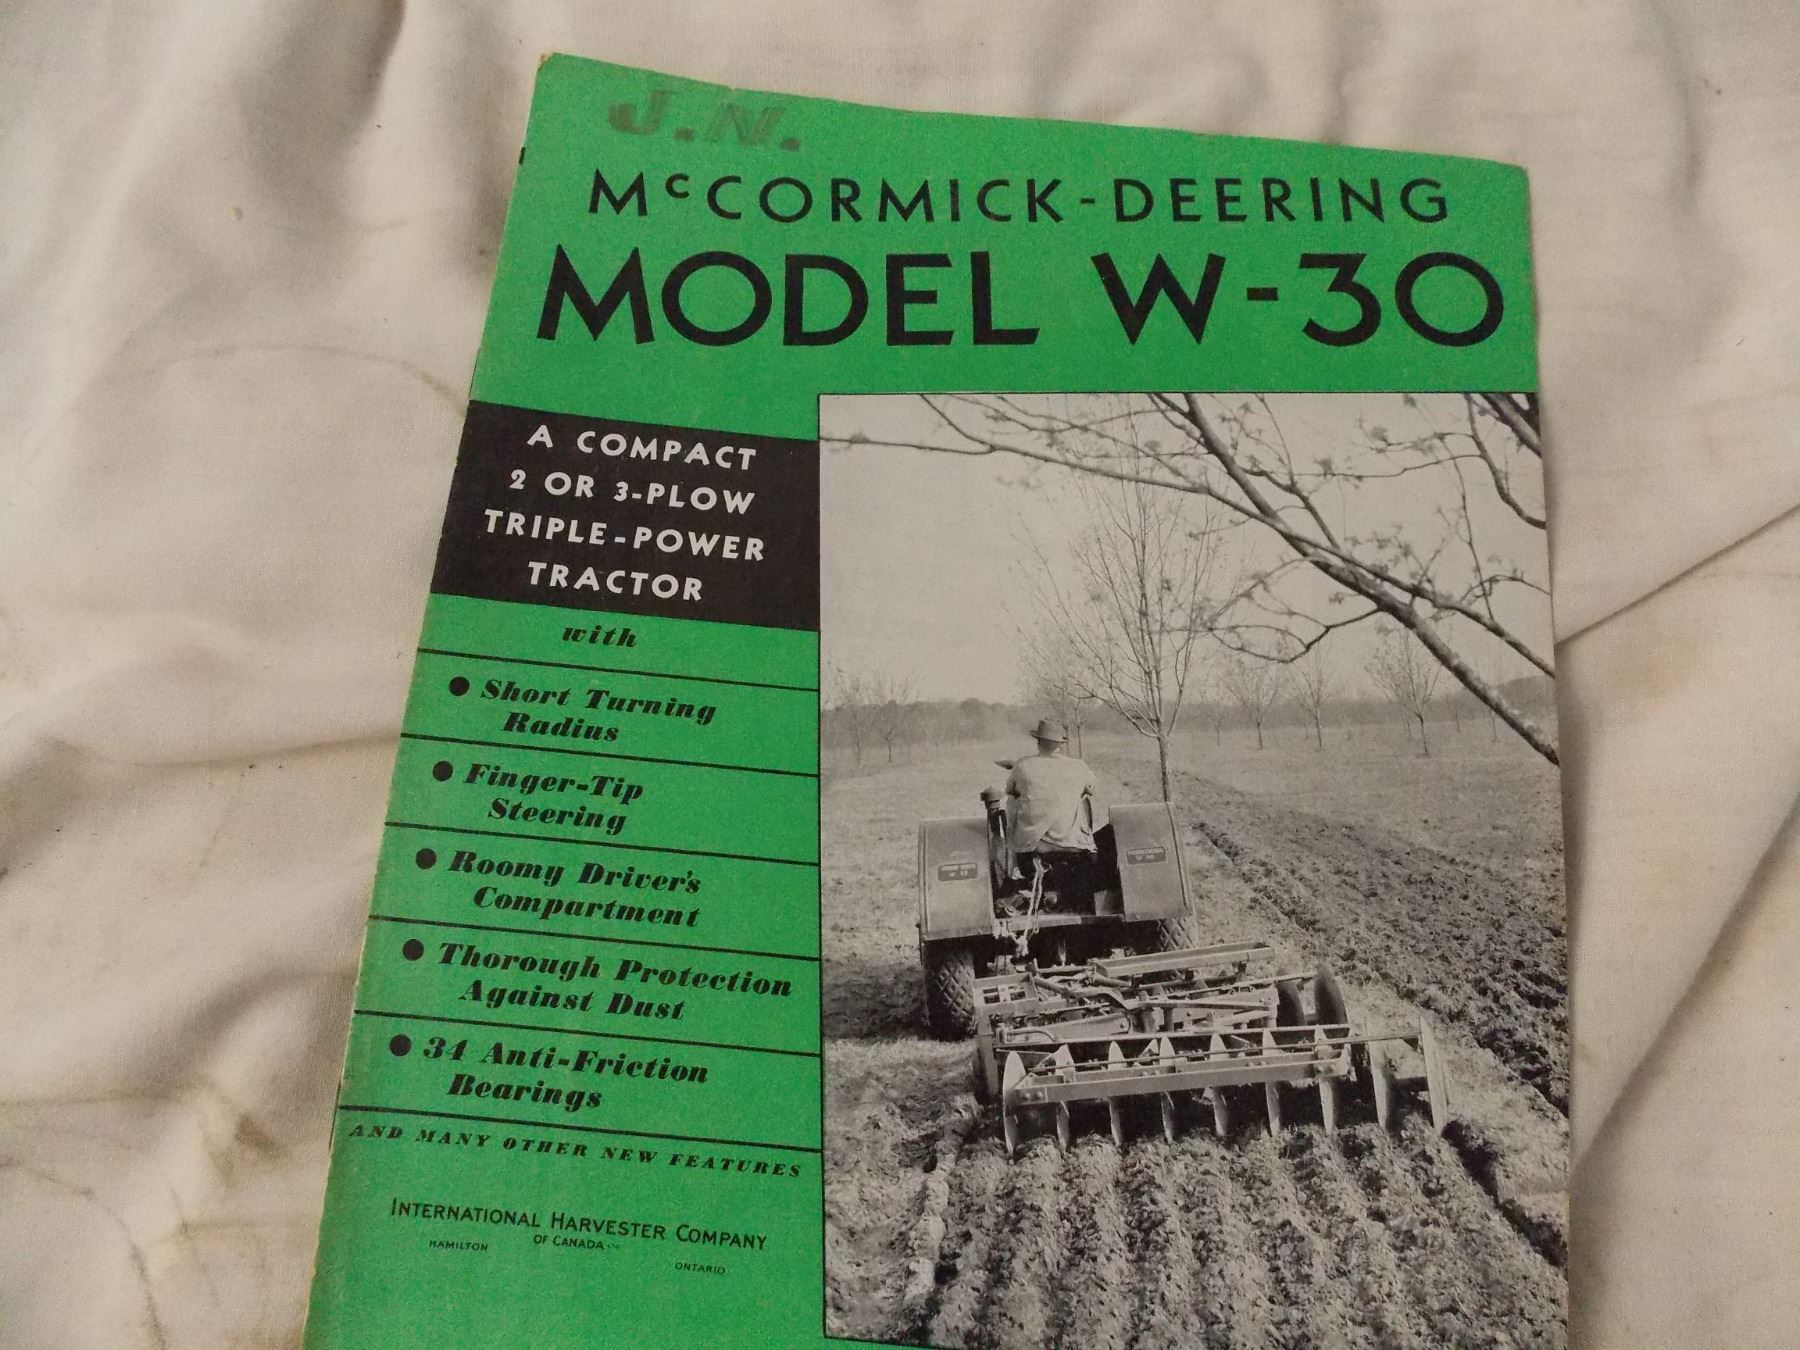 J.N.
McCORMICK-DEERING
MODEL W-30
A COMPACT
2 OR 3-PLOW
TRIPLE-POWER
TRACTOR
with
● Short Turning
Radius
● Finger-Tip
Steering
● Roomy Driver's
Compartment
● Thorough Protection
Against Dust
● 34 Anti-Friction
Bearings
AND MANY OTHER NEW FEATURES
INTERNATIONAL HARVESTER COMPANY
OF CANADA LTD
HAMILTON ONTARIO